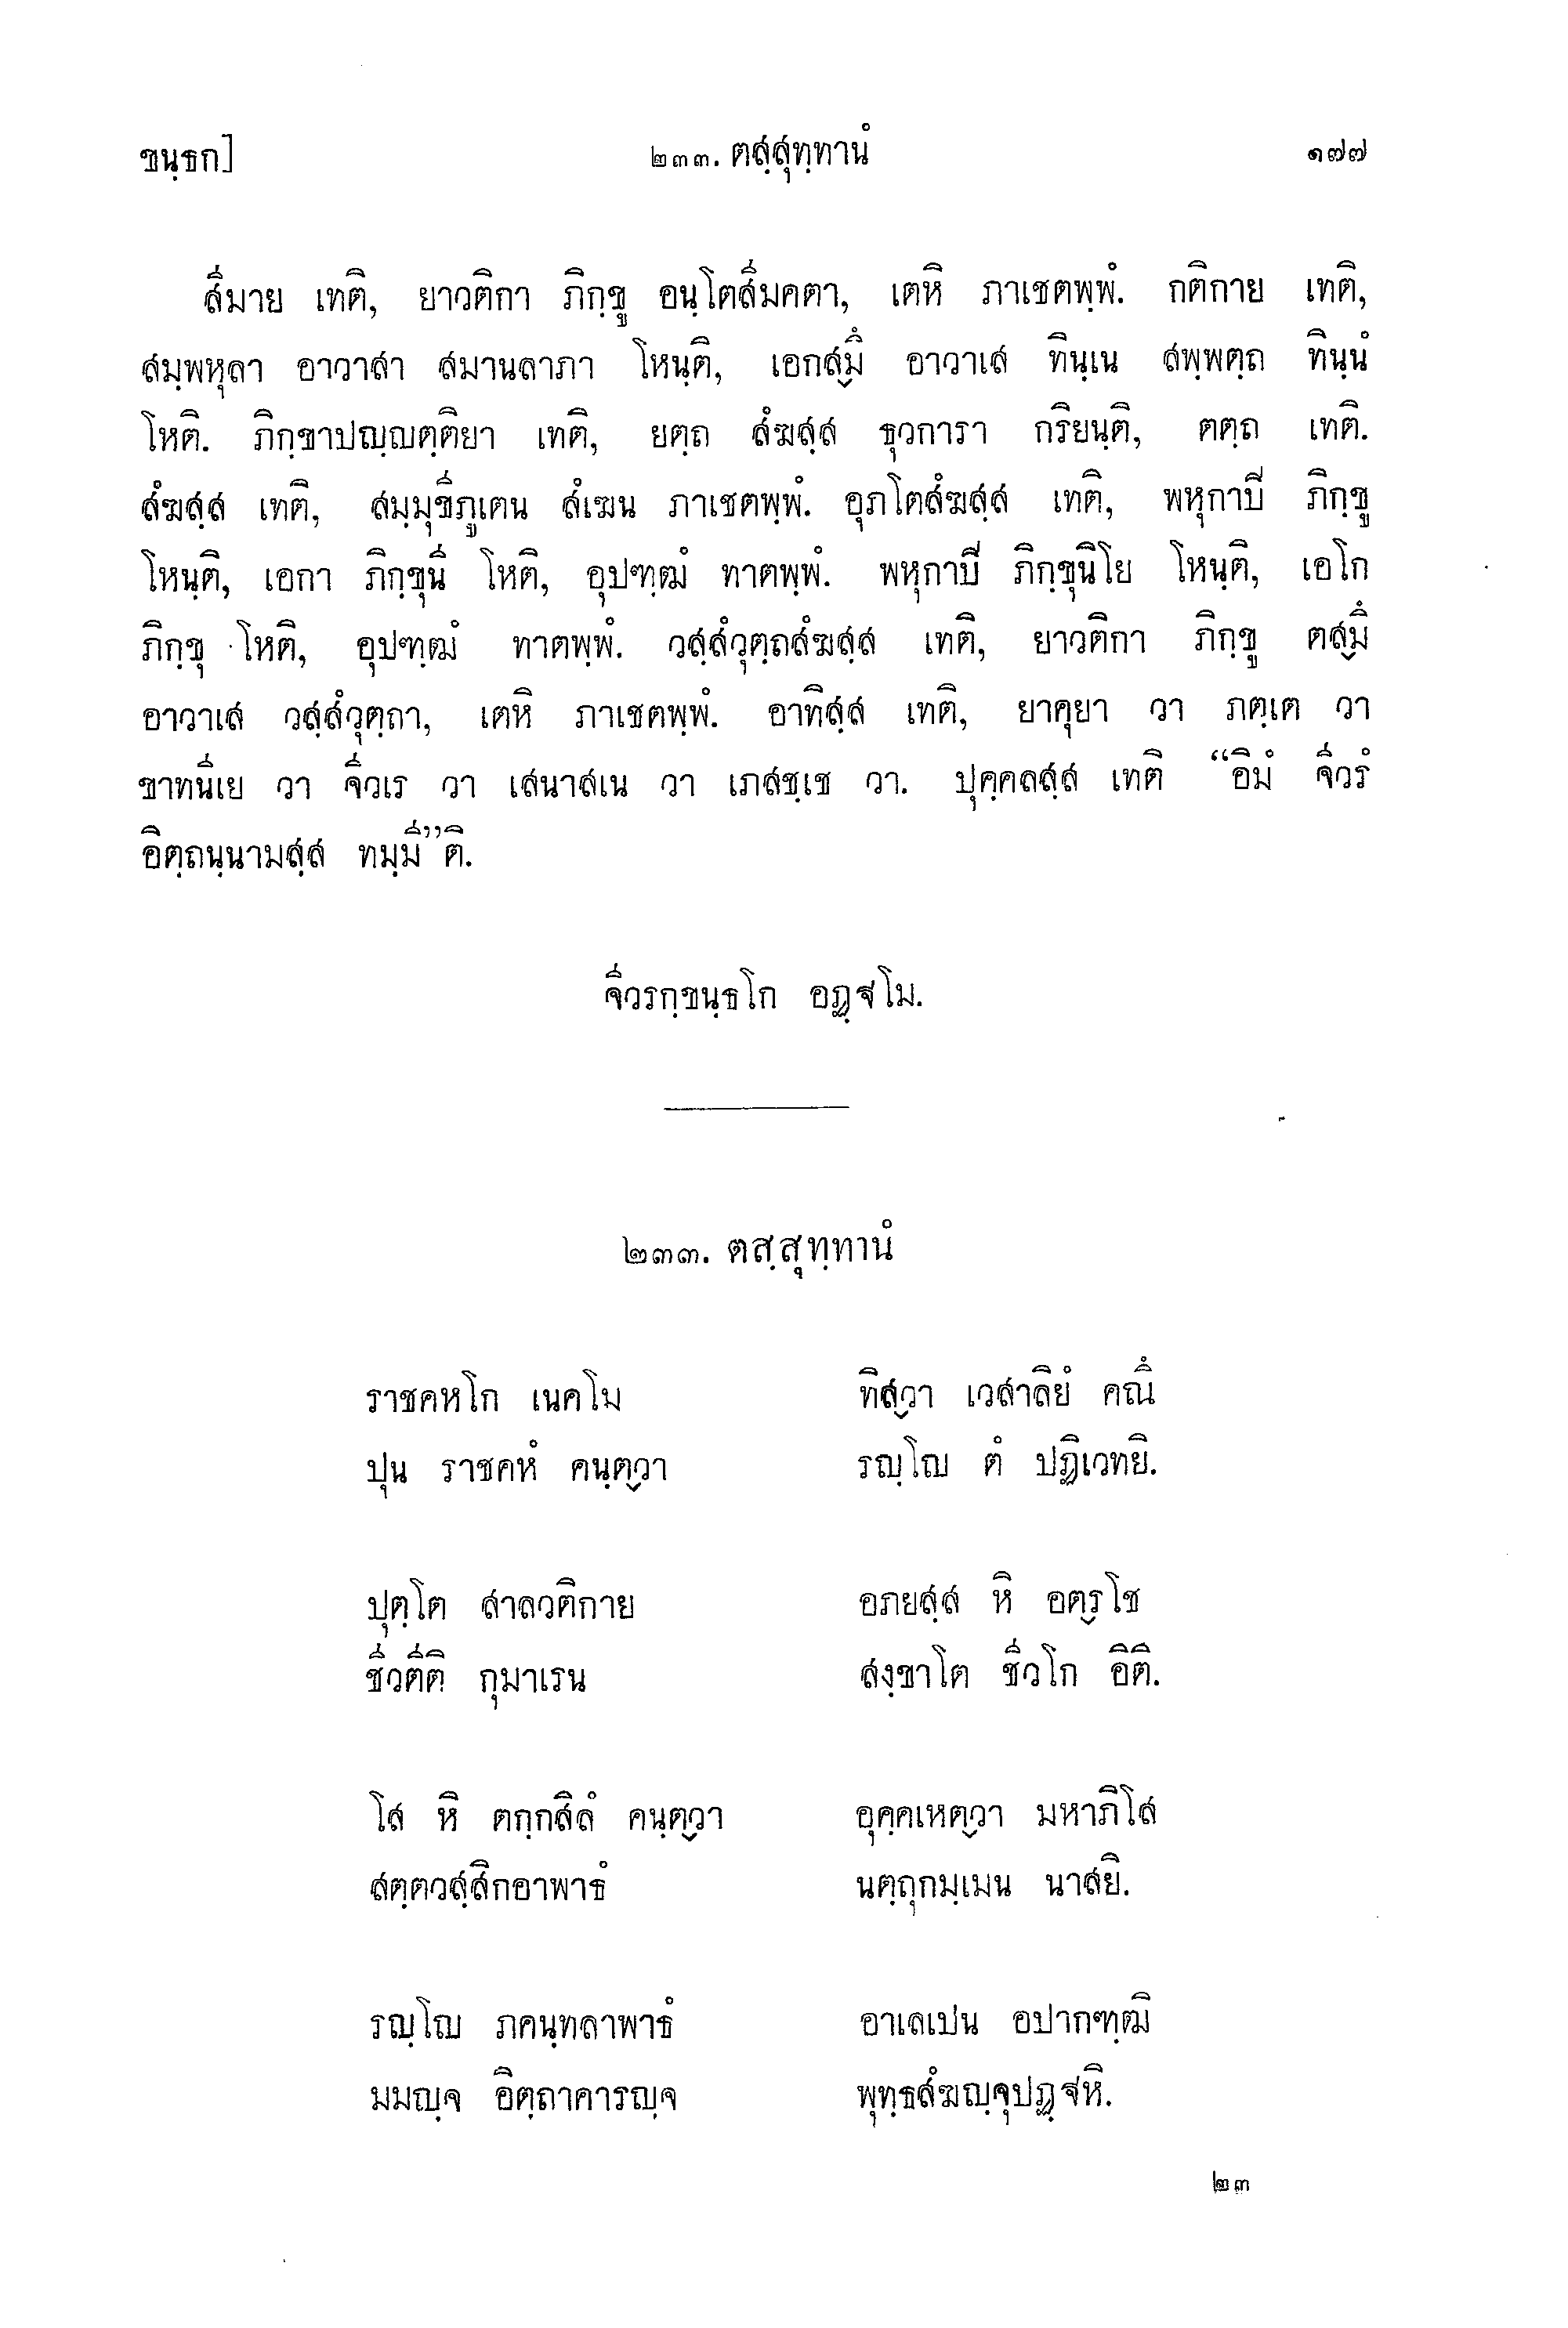 ขนฺธก]
๒๓๓. ตสฺสุทฺทานํ
๑๗๗
สีมาย เทติ, ยาวติกา ภิกฺขู อนฺโตสีมคตา, เตหิ ภาเชตพฺพํ. กติกาย เทติ,
สมฺพหุลา อาวาสา สมานลาภา โหนฺติ, เอกสฺมึ อาวาเส ทินฺเน สพฺพตฺถ ทินฺนํ
โหติ. ภิกฺขาปญฺญตฺติยา เทติ, ยตฺถ สํฆสฺส ธุวการา กริยนฺติ, ตตฺถ เทติ.
สํฆสฺส เทติ, สมฺมุขีภูเตน สํเฆน ภาเชตพฺพํ. อุภโตสํฆสฺส เทติ, พหุกาปิ ภิกฺขู
โหนฺติ, เอกา ภิกฺขุนี โหติ, อุปฑฺฒํ ทาตพฺพํ. พหุกาปิ ภิกฺขุนิโย โหนฺติ, เอโก
ภิกฺขุ โหติ, อุปฑฺฒํ ทาตพฺพํ. วสฺสํวุตฺถสํฆสฺส เทติ, ยาวติกา ภิกฺขู ตสฺมึ
อาวาเส วสฺสํวุตฺถา, เตหิ ภาเชตพฺพํ. อาทิสฺส เทติ, ยาคุยา วา ภตฺเต วา
ขาทนีเย วา จีวเร วา เสนาสเน วา เภสชฺเช วา. ปุคฺคลสฺส เทติ “อิมํ จีวรํ
อิตฺถนฺนามสฺส ทมฺมี”ติ.
จีวรกฺขนฺธโก อฏฺฐโม.
๒๓๓. ตสฺสุทฺทานํ
ราชคหโก เนคโม ทิสฺวา เวสาลิยํ คณึ
ปุน ราชคหํ คนฺตฺวา รญฺโญ ตํ ปฏิเวทยิ.
ปุตฺโต สาลวติกาย อภยสฺส หิ อตฺรโช
ชีวตีติ กุมาเรน สงฺขาโต ชีวโก อิติ.
โส หิ ตกฺกสิลํ คนฺตฺวา อุคฺคเหตฺวา มหาภิโส
สตฺตวสฺสิกอาพาธํ นตฺถุกมฺเมน นาสยิ.
รญฺโญ ภคนฺทลาพาธํ อาเลเปน อปากฑฺฒิ
มมญฺจ อิตฺถาคารญฺจ พุทฺธสํฆญฺจุปฏฺฐหิ.
๒๓